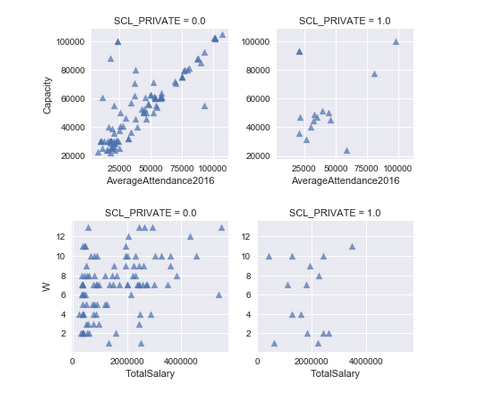 SCL_PRIVATE = 0.0
SCL_PRIVATE = 1.0
100000
80000
60000
40000
20000
Capacity
100000
80000
60000
40000
20000
25000 50000 75000 100000
AverageAttendance2016
25000 50000 75000 100000
AverageAttendance2016
SCL_PRIVATE = 0.0
SCL_PRIVATE = 1.0
12
10
8
6
4
2
W
12
10
8
6
4
2
0 2000000 4000000
TotalSalary
0 2000000 4000000
TotalSalary